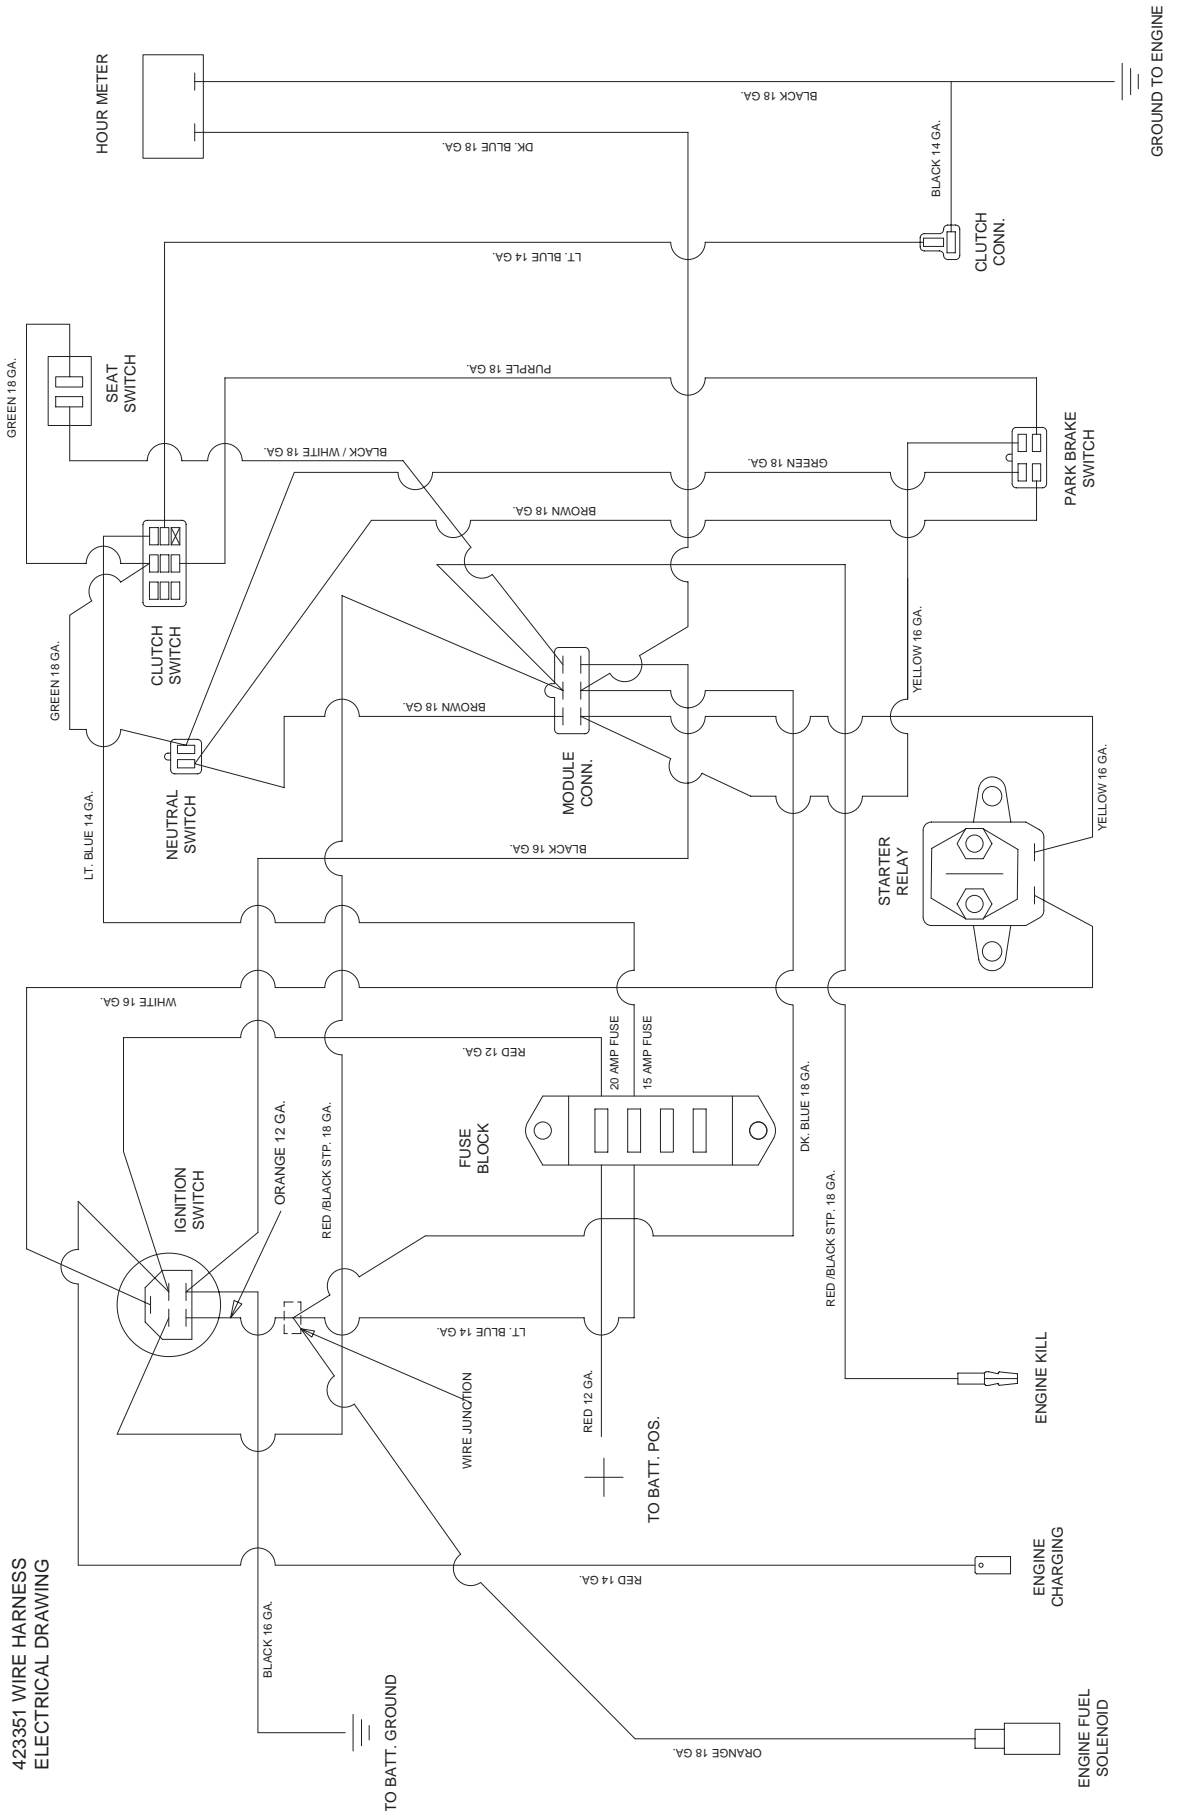 423351 WIRE HARNESS
ELECTRICAL DRAWING
TO BATT. GROUND
BLACK 16 GA.
ENGINE FUEL
SOLENOID
ORANGE 18 GA.
ENGINE
CHARGING
RED 14 GA.
ENGINE KILL
RED /BLACK STP. 18 GA.
TO BATT. POS.
RED 12 GA.
WIRE JUNCTION
LT. BLUE 14 GA.
IGNITION
SWITCH
ORANGE 12 GA.
RED /BLACK STP. 18 GA.
FUSE
BLOCK
20 AMP FUSE
15 AMP FUSE
RED 12 GA.
DK. BLUE 18 GA.
WHITE 16 GA.
LT. BLUE 14 GA.
BLACK 16 GA.
STARTER
RELAY
YELLOW 16 GA.
YELLOW 16 GA.
NEUTRAL
SWITCH
GREEN 18 GA.
BROWN 18 GA.
MODULE
CONN.
CLUTCH
SWITCH
BROWN 18 GA.
GREEN 18 GA.
BLACK / WHITE 18 GA.
PURPLE 18 GA.
PARK BRAKE
SWITCH
SEAT
SWITCH
GREEN 18 GA.
LT. BLUE 14 GA.
CLUTCH
CONN.
BLACK 14 GA.
HOUR METER
DK. BLUE 18 GA.
BLACK 18 GA.
GROUND TO ENGINE